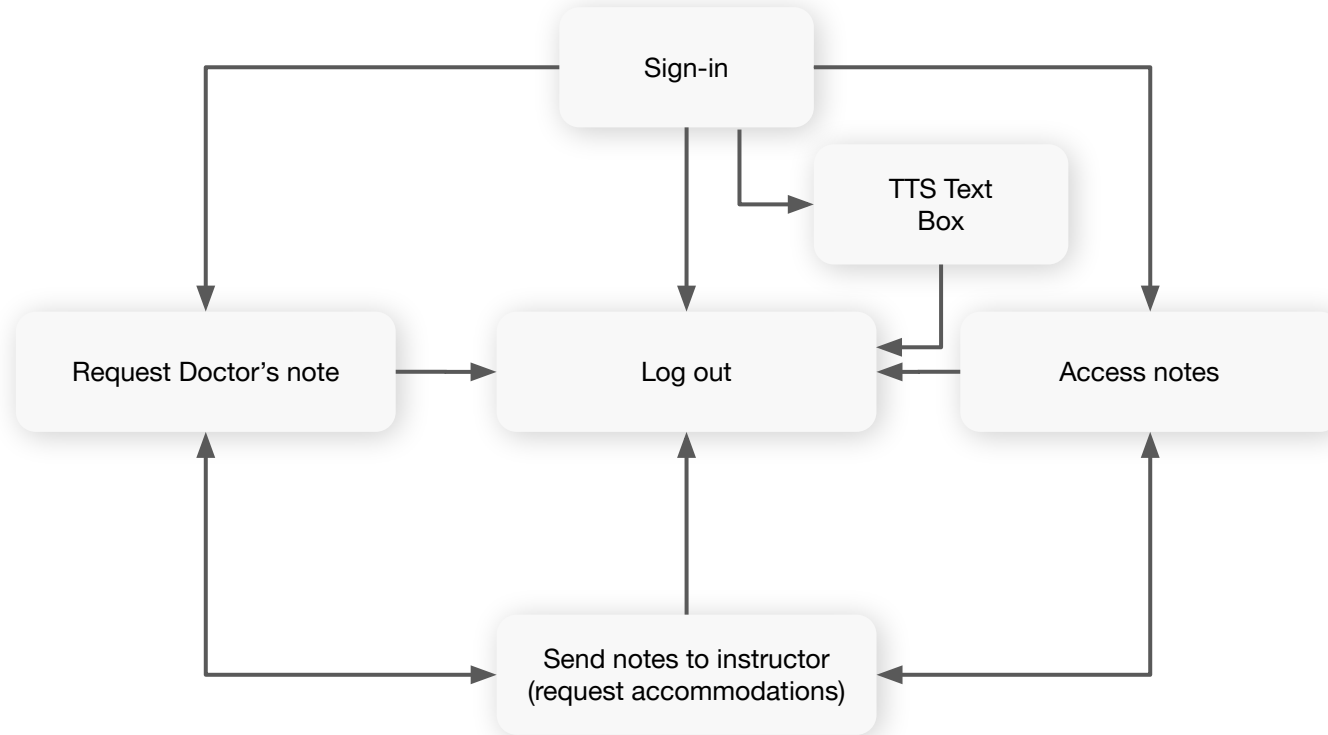 Sign-in
TTS Text
Box
Request Doctor’s note
Log out
Access notes
Send notes to instructor
(request accommodations)